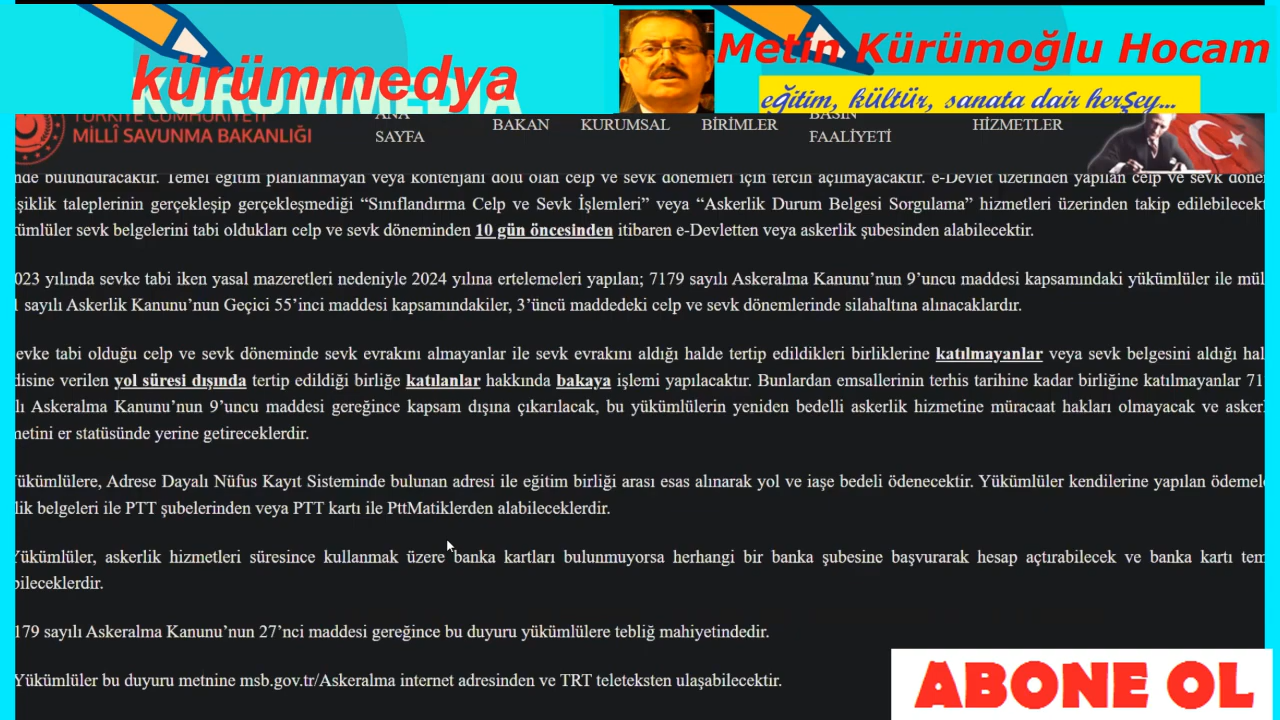 kürümmedya
KÜRÜMMEDYA
Metin Kürümoğlu Hocam
eğitim, kültür, sanata dair herşey...
TÜRKİYE CUMHURİYETİ
MİLLÎ SAVUNMA BAKANLIĞI
ANA SAYFA
BAKAN
KURUMSAL
BİRİMLER
BASIN FAALİYETİ
HİZMETLER
bulunduracaktır. Temel eğitim planlanmayan veya kontenjanı dolu olan celp ve sevk dönemleri için tercih açılmayacaktır. e-Devlet üzerinden yapılan celp ve sevk döne
şiklik taleplerinin gerçekleşip gerçekleşmediği “Sınıflandırma Celp ve Sevk İşlemleri” veya “Askerlik Durum Belgesi Sorgulama” hizmetleri üzerinden takip edilebilecekt
ümlüler sevk belgelerini tabi oldukları celp ve sevk döneminden 10 gün öncesinden itibaren e-Devletten veya askerlik şubesinden alabilecektir.
023 yılında sevke tabi iken yasal mazeretleri nedeniyle 2024 yılına ertelemeleri yapılan; 7179 sayılı Askeralma Kanunu’nun 9’uncu maddesi kapsamındaki yükümlüler ile mül
1 sayılı Askerlik Kanunu’nun Geçici 55’inci maddesi kapsamındakiler, 3’üncü maddedeki celp ve sevk dönemlerinde silahaltına alınacaklardır.
evke tabi olduğu celp ve sevk döneminde sevk evrakını almayanlar ile sevk evrakını aldığı halde tertip edildikleri birliklerine katılmayanlar veya sevk belgesini aldığı hal
disine verilen yol süresi dışında tertip edildiği birliğe katılanlar hakkında bakaya işlemi yapılacaktır. Bunlardan emsallerinin terhis tarihine kadar birliğine katılmayanlar 71
lı Askeralma Kanunu’nun 9’uncu maddesi gereğince kapsam dışına çıkarılacak, bu yükümlülerin yeniden bedelli askerlik hizmetine müracaat hakları olmayacak ve askerl
metini er statüsünde yerine getireceklerdir.
Yükümlülere, Adrese Dayalı Nüfus Kayıt Sisteminde bulunan adresi ile eğitim birliği arası esas alınarak yol ve iaşe bedeli ödenecektir. Yükümlüler kendilerine yapılan ödemele
lik belgeleri ile PTT şubelerinden veya PTT kartı ile PttMatiklerden alabileceklerdir.
Yükümlüler, askerlik hizmetleri süresince kullanmak üzere banka kartları bulunmuyorsa herhangi bir banka şubesine başvurarak hesap açtırabilecek ve banka kartı tem
bileceklerdir.
179 sayılı Askeralma Kanunu’nun 27’nci maddesi gereğince bu duyuru yükümlülere tebliğ mahiyetindedir.
Yükümlüler bu duyuru metnine msb.gov.tr/Askeralma internet adresinden ve TRT teleteksten ulaşabilecektir.
ABONE OL